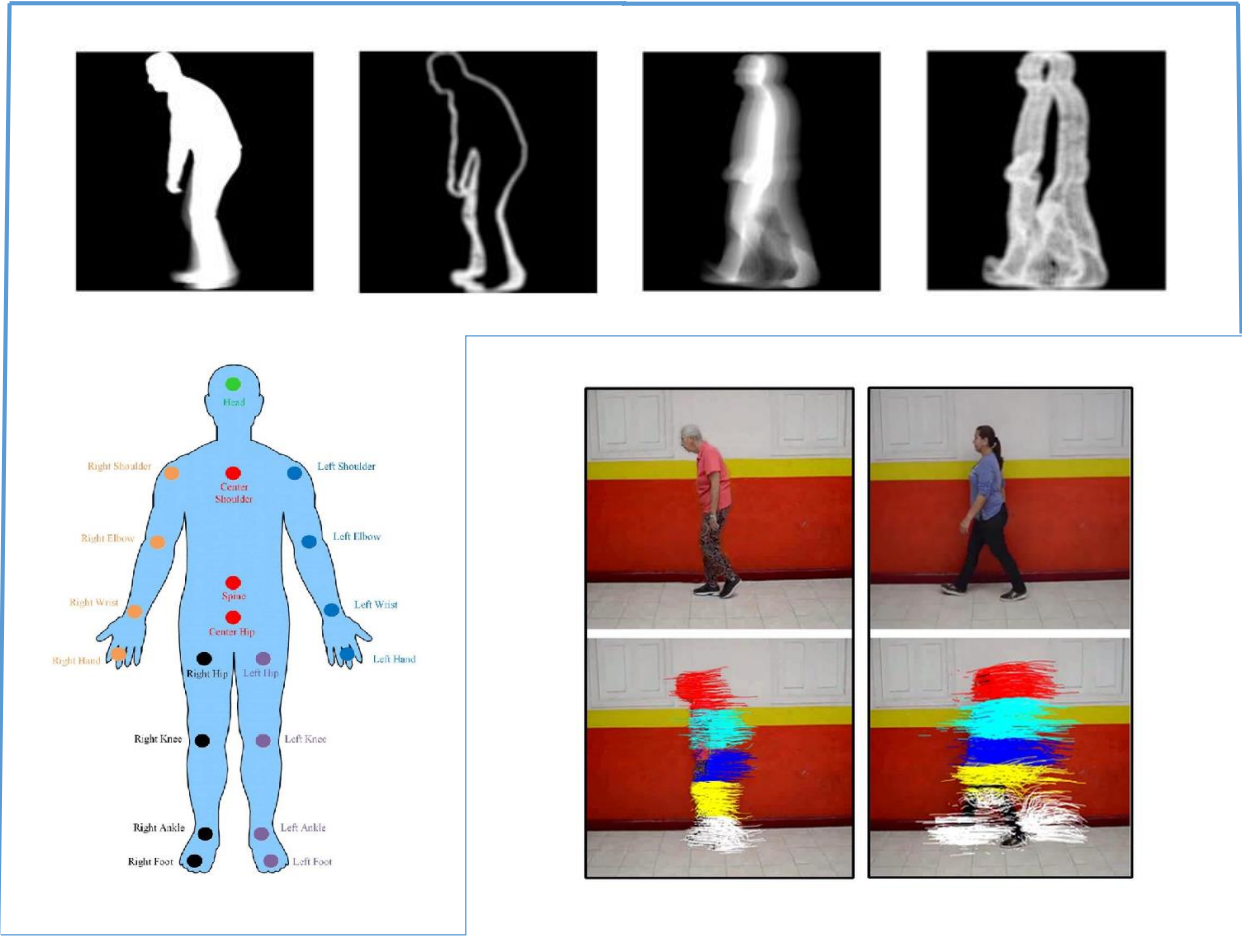 Head
Right Shoulder
Left Shoulder
Center
Shoulder
Right Elbow
Left Elbow
Spine
Right Wrist
Left Wrist
Center Hip
Right Hand
Left Hand
Right Hip
Left Hip
Right Knee
Left Knee
Right Ankle
Left Ankle
Right Foot
Left Foot